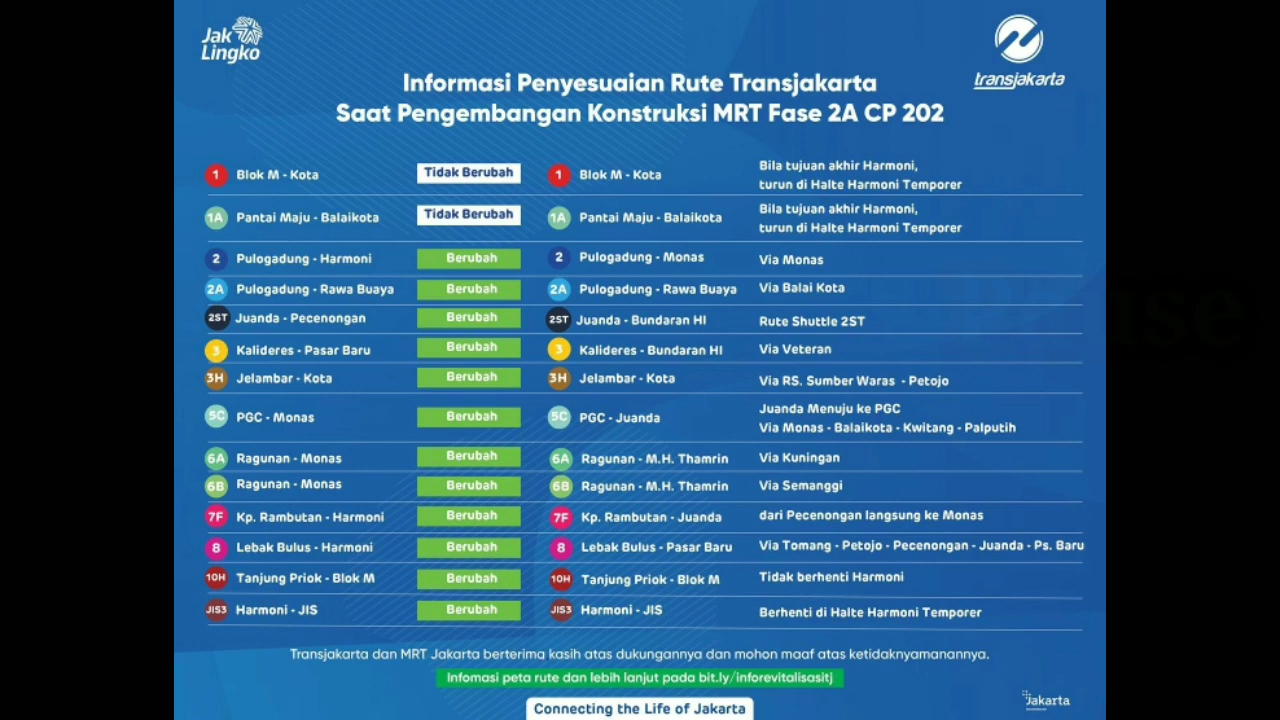 Jak
Lingko
transjakarta
Informasi Penyesuaian Rute Transjakarta
Saat Pengembangan Konstruksi MRT Fase 2A CP 202
1 Blok M - Kota Tidak Berubah 1 Blok M - Kota Bila tujuan akhir Harmoni,
turun di Halte Harmoni Temporer
1A Pantai Maju - Balaikota Tidak Berubah 1A Pantai Maju - Balaikota Bila tujuan akhir Harmoni,
turun di Halte Harmoni Temporer
2 Pulogadung - Harmoni Berubah 2 Pulogadung - Monas Via Monas
2A Pulogadung - Rawa Buaya Berubah 2A Pulogadung - Rawa Buaya Via Balai Kota
2ST Juanda - Pecenongan Berubah 2ST Juanda - Bundaran HI Rute Shuttle 2ST
3 Kalideres - Pasar Baru Berubah 3 Kalideres - Bundaran HI Via Veteran
3H Jelambar - Kota Berubah 3H Jelambar - Kota Via RS. Sumber Waras - Petojo
5C PGC - Monas Berubah 5C PGC - Juanda Juanda Menuju ke PGC
Via Monas - Balaikota - Kwitang - Palputih
6A Ragunan - Monas Berubah 6A Ragunan - M.H. Thamrin Via Kuningan
6B Ragunan - Monas Berubah 6B Ragunan - M.H. Thamrin Via Semanggi
7F Kp. Rambutan - Harmoni Berubah 7F Kp. Rambutan - Juanda dari Pecenongan langsung ke Monas
8 Lebak Bulus - Harmoni Berubah 8 Lebak Bulus - Pasar Baru Via Tomang - Petojo - Pecenongan - Juanda - Ps. Baru
10H Tanjung Priok - Blok M Berubah 10H Tanjung Priok - Blok M Tidak berhenti Harmoni
JIS3 Harmoni - JIS Berubah JIS3 Harmoni - JIS Berhenti di Halte Harmoni Temporer
Transjakarta dan MRT Jakarta berterima kasih atas dukungannya dan mohon maaf atas ketidaknyamanannya.
Infomasi peta rute dan lebih lanjut pada bit.ly/inforevitalisasitj
Connecting the Life of Jakarta
Jakarta